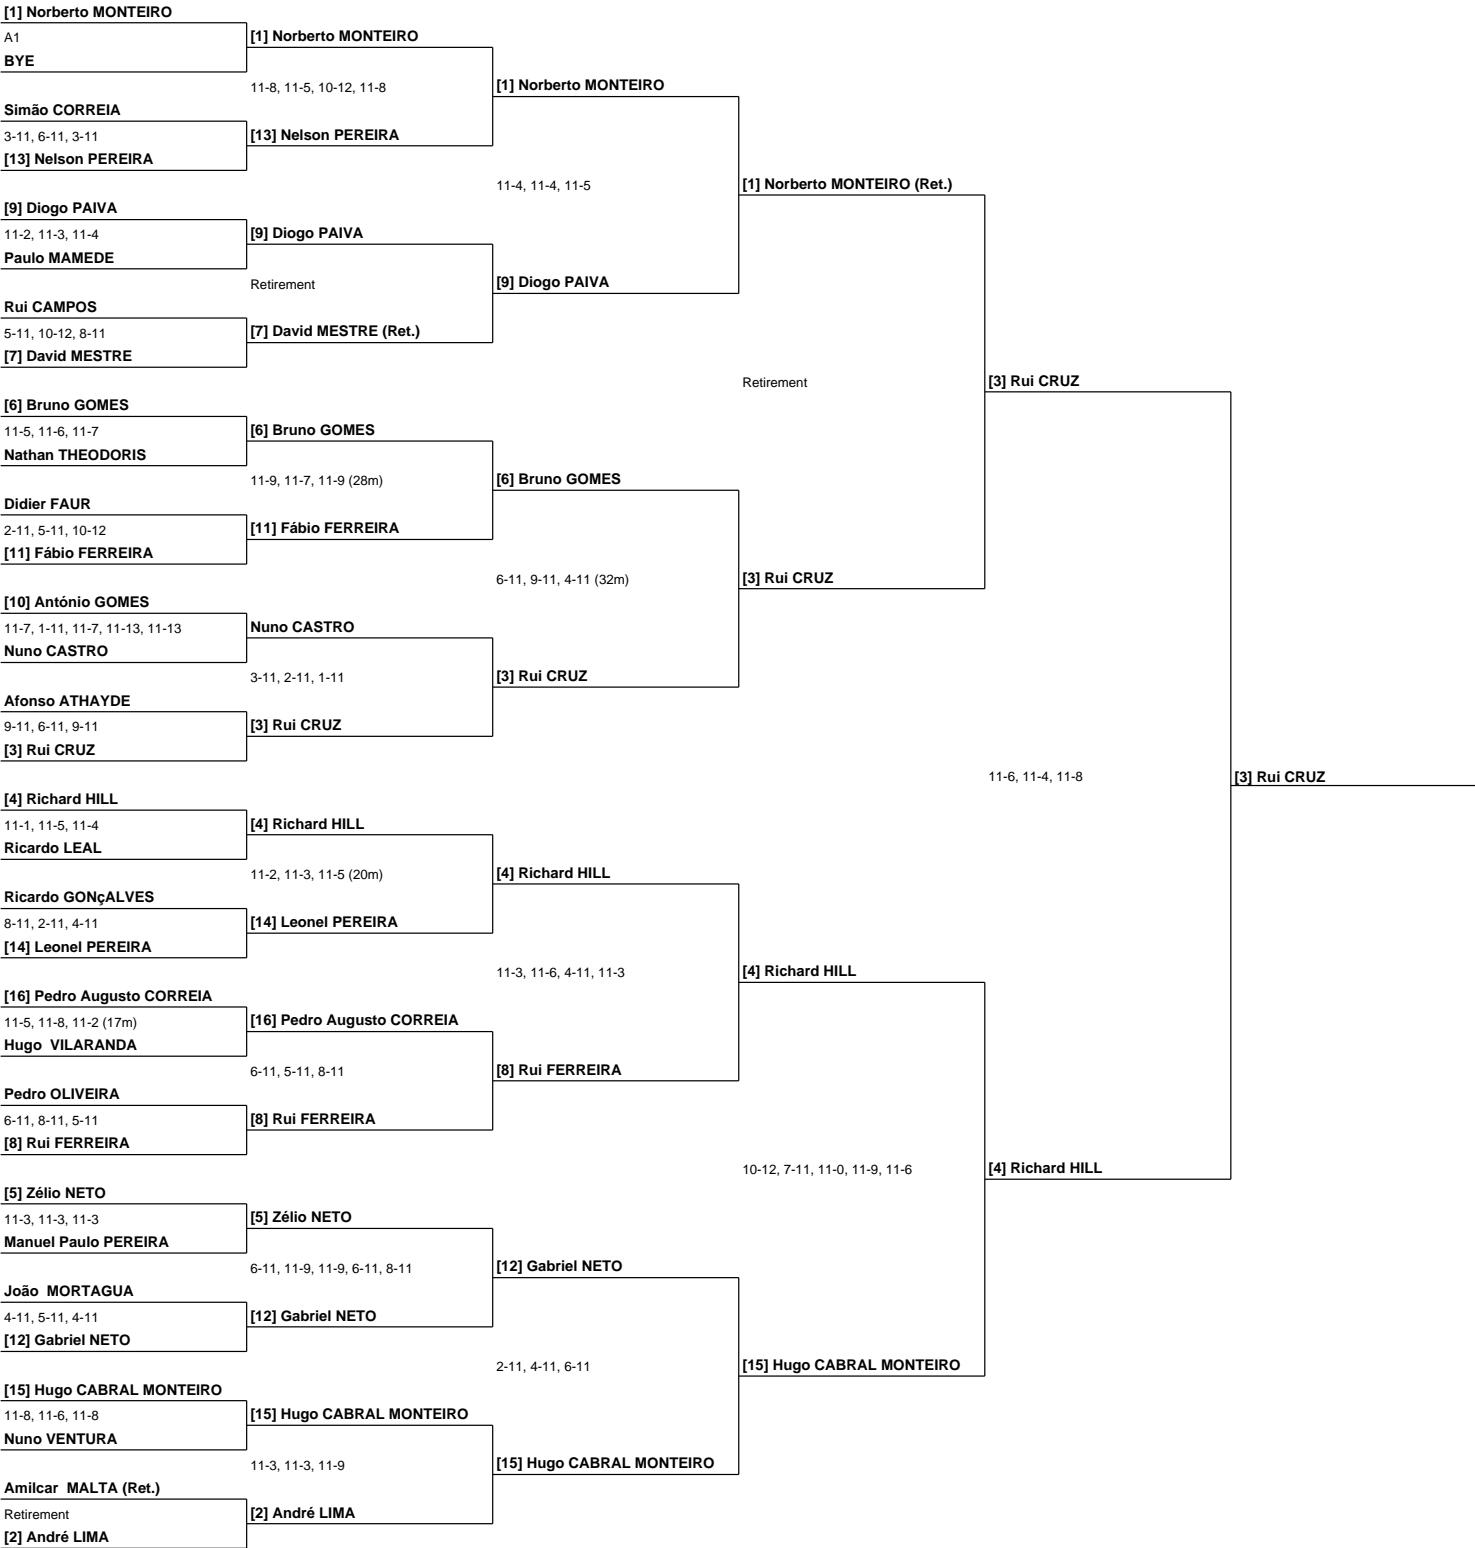 [1] Norberto MONTEIRO
A1
BYE
Simão CORREIA
3-11, 6-11, 3-11
[13] Nelson PEREIRA
[9] Diogo PAIVA
11-2, 11-3, 11-4
Paulo MAMEDE
Rui CAMPOS
5-11, 10-12, 8-11
[7] David MESTRE
[6] Bruno GOMES
11-5, 11-6, 11-7
Nathan THEODORIS
Didier FAUR
2-11, 5-11, 10-12
[11] Fábio FERREIRA
[10] António GOMES
11-7, 1-11, 11-7, 11-13, 11-13
Nuno CASTRO
Afonso ATHAYDE
9-11, 6-11, 9-11
[3] Rui CRUZ
[4] Richard HILL
11-1, 11-5, 11-4
Ricardo LEAL
Ricardo GONçALVES
8-11, 2-11, 4-11
[14] Leonel PEREIRA
[16] Pedro Augusto CORREIA
11-5, 11-8, 11-2 (17m)
Hugo  VILARANDA
Pedro OLIVEIRA
6-11, 8-11, 5-11
[8] Rui FERREIRA
[5] Zélio NETO
11-3, 11-3, 11-3
Manuel Paulo PEREIRA
João  MORTAGUA
4-11, 5-11, 4-11
[12] Gabriel NETO
[15] Hugo CABRAL MONTEIRO
11-8, 11-6, 11-8
Nuno VENTURA
Amilcar  MALTA (Ret.)
Retirement
[2] André LIMA
[1] Norberto MONTEIRO
11-8, 11-5, 10-12, 11-8
[13] Nelson PEREIRA
[9] Diogo PAIVA
Retirement
[7] David MESTRE (Ret.)
[6] Bruno GOMES
11-9, 11-7, 11-9 (28m)
[11] Fábio FERREIRA
Nuno CASTRO
3-11, 2-11, 1-11
[3] Rui CRUZ
[4] Richard HILL
11-2, 11-3, 11-5 (20m)
[14] Leonel PEREIRA
[16] Pedro Augusto CORREIA
6-11, 5-11, 8-11
[8] Rui FERREIRA
[5] Zélio NETO
6-11, 11-9, 11-9, 6-11, 8-11
[12] Gabriel NETO
[15] Hugo CABRAL MONTEIRO
11-3, 11-3, 11-9
[2] André LIMA
[1] Norberto MONTEIRO
11-4, 11-4, 11-5
[9] Diogo PAIVA
[6] Bruno GOMES
6-11, 9-11, 4-11 (32m)
[3] Rui CRUZ
[4] Richard HILL
11-3, 11-6, 4-11, 11-3
[8] Rui FERREIRA
[12] Gabriel NETO
2-11, 4-11, 6-11
[15] Hugo CABRAL MONTEIRO
[1] Norberto MONTEIRO (Ret.)
Retirement
[3] Rui CRUZ
[4] Richard HILL
10-12, 7-11, 11-0, 11-9, 11-6
[15] Hugo CABRAL MONTEIRO
[3] Rui CRUZ
11-6, 11-4, 11-8
[4] Richard HILL
[3] Rui CRUZ